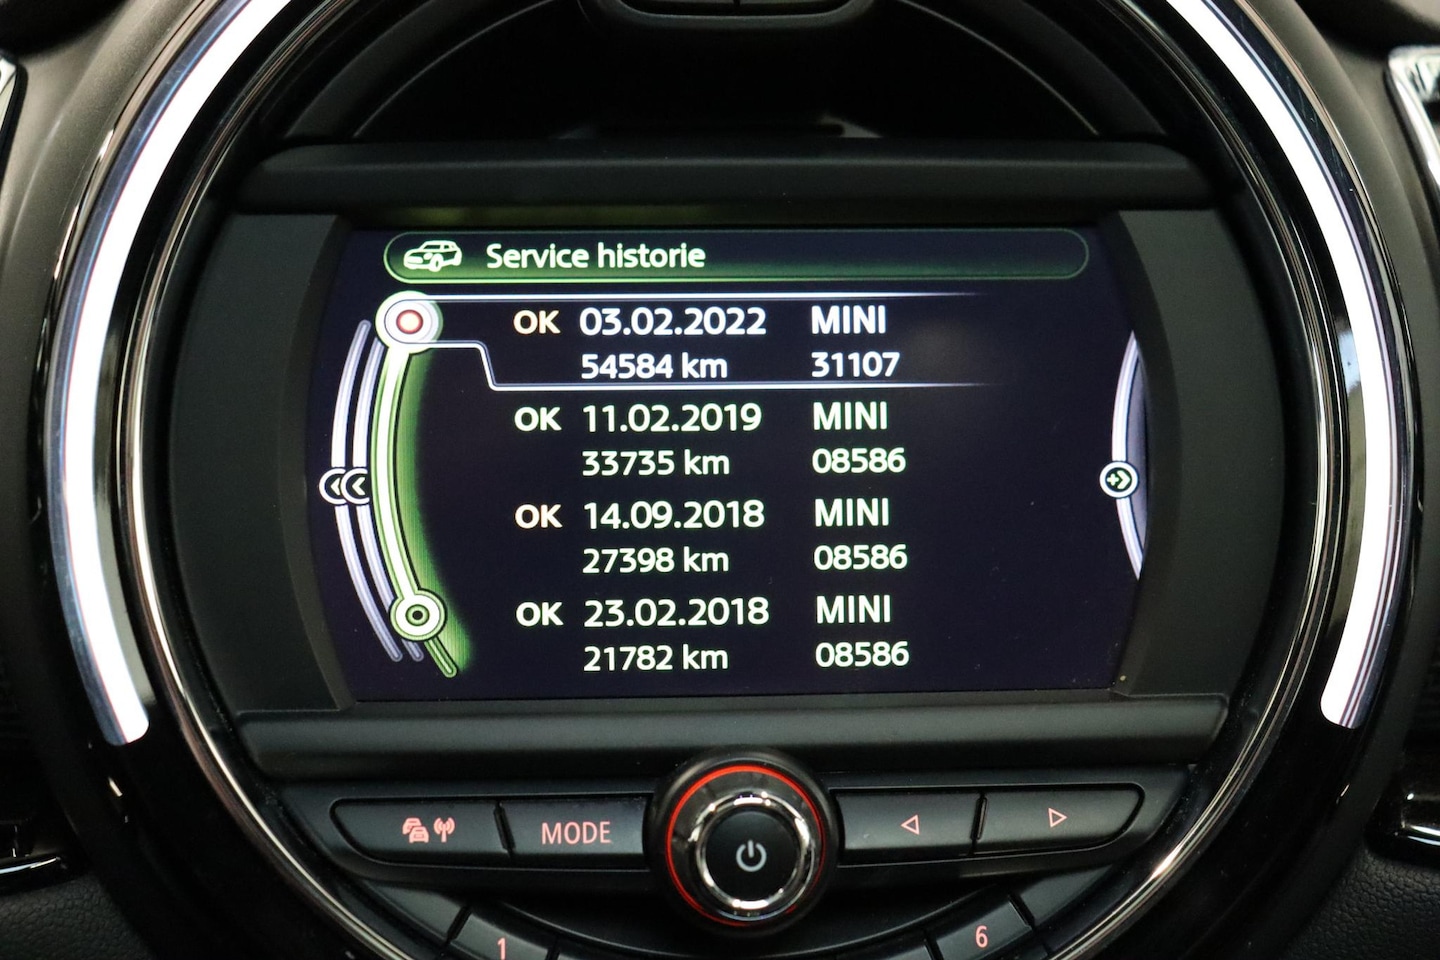 Service historie
OK 03.02.2022 MINI
54584 km 31107
OK 11.02.2019 MINI
33735 km 08586
OK 14.09.2018 MINI
27398 km 08586
OK 23.02.2018 MINI
21782 km 08586
MODE
1 6